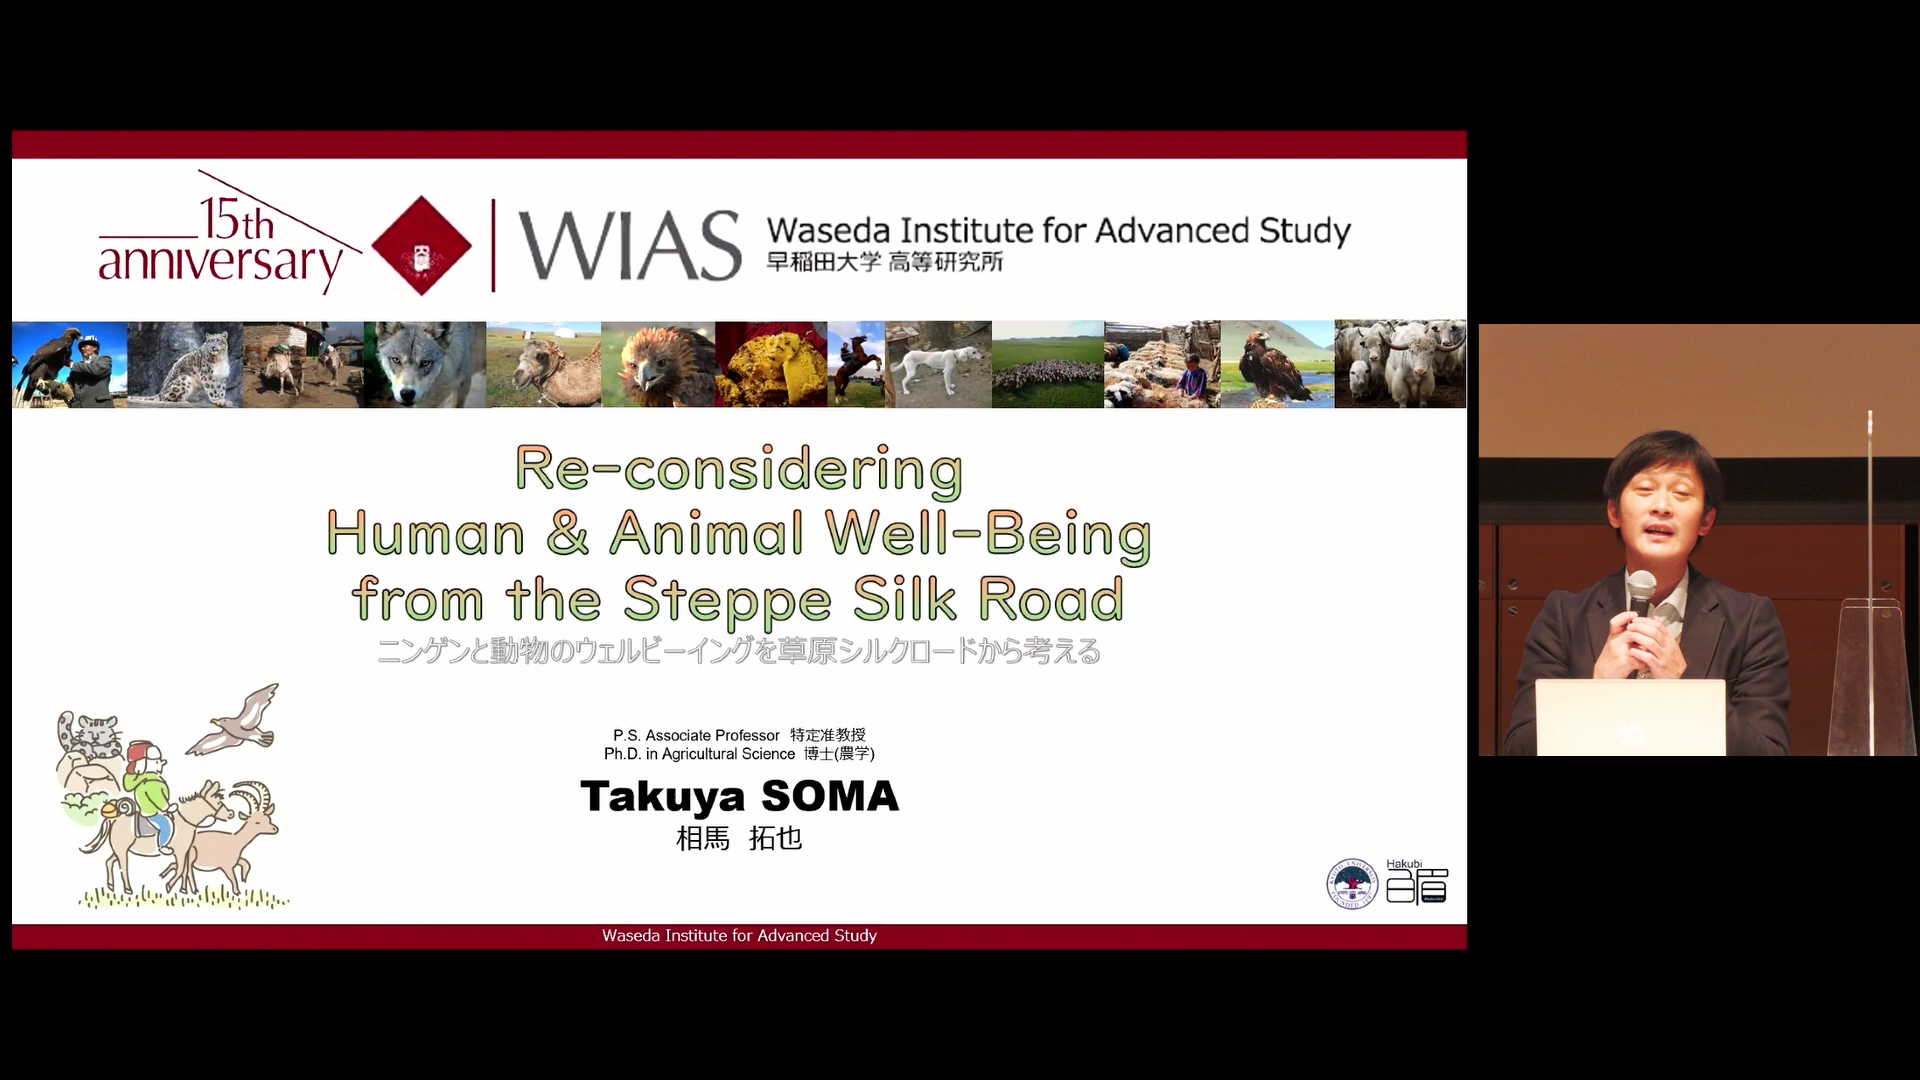 15th
anniversary
WIAS
Waseda Institute for Advanced Study
早稲田大学 高等研究所
Re-considering
Human & Animal Well-Being
from the Steppe Silk Road
ニンゲンと動物のウェルビーイングを草原シルクロードから考える
P.S. Associate Professor 特定准教授
Ph.D. in Agricultural Science 博士(農学)
Takuya SOMA
相馬 拓也
Hakubi
白眉
Waseda Institute for Advanced Study
hp